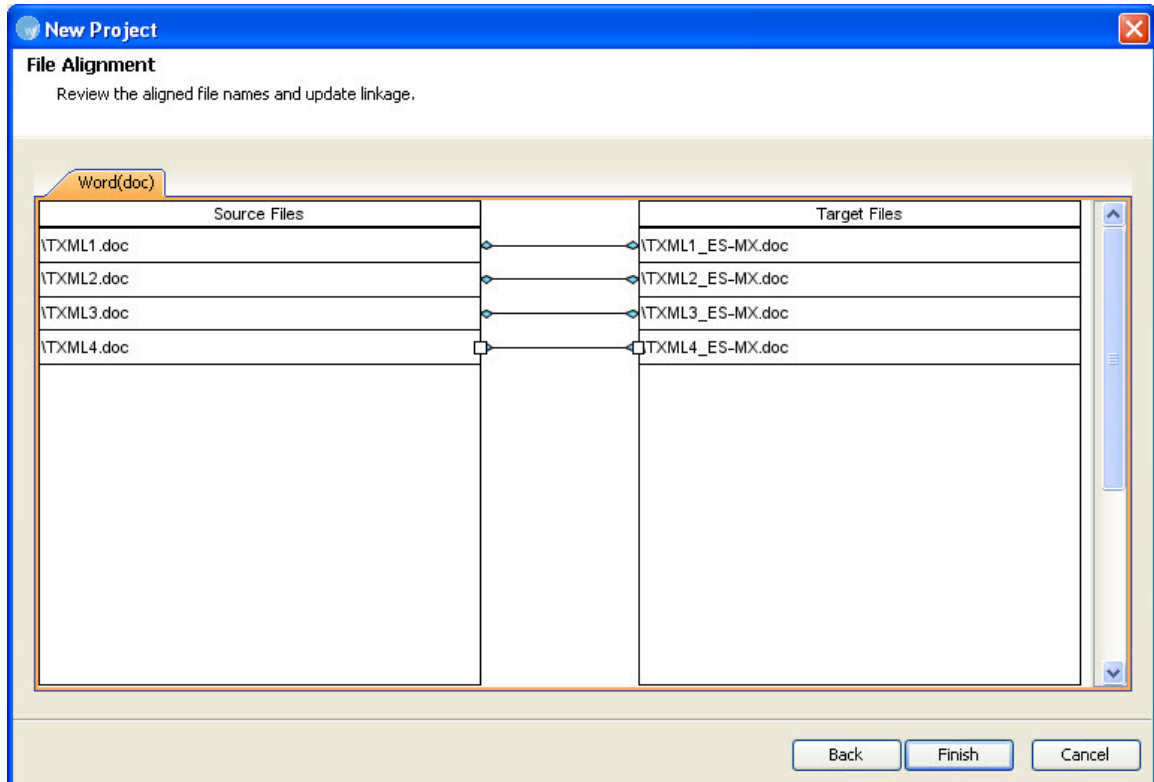 New Project
File Alignment
Review the aligned file names and update linkage.
Word(doc)
Source Files
Target Files
\TXML1.doc
\TXML1_ES-MX.doc
\TXML2.doc
\TXML2_ES-MX.doc
\TXML3.doc
\TXML3_ES-MX.doc
\TXML4.doc
\TXML4_ES-MX.doc
Back
Finish
Cancel